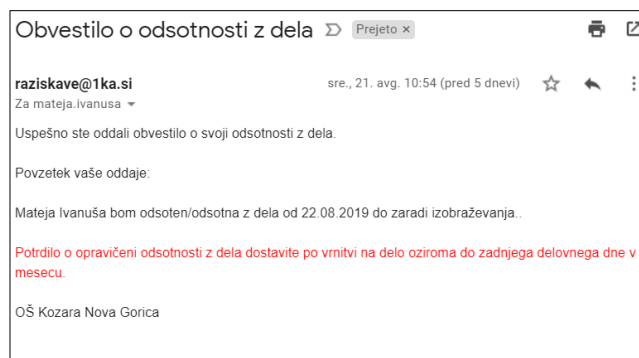 Obvestilo o odsotnosti z dela Prejeto ×
raziskave@1ka.si sre., 21. avg. 10:54 (pred 5 dnevi)
Za mateja.ivanusa
Uspešno ste oddali obvestilo o svoji odsotnosti z dela.
Povzetek vaše oddaje:
Mateja Ivanuša bom odsoten/odsotna z dela od 22.08.2019 do zaradi izobraževanja..
Potrdilo o opravičeni odsotnosti z dela dostavite po vrnitvi na delo oziroma do zadnjega delovnega dne v
mesecu.
OŠ Kozara Nova Gorica